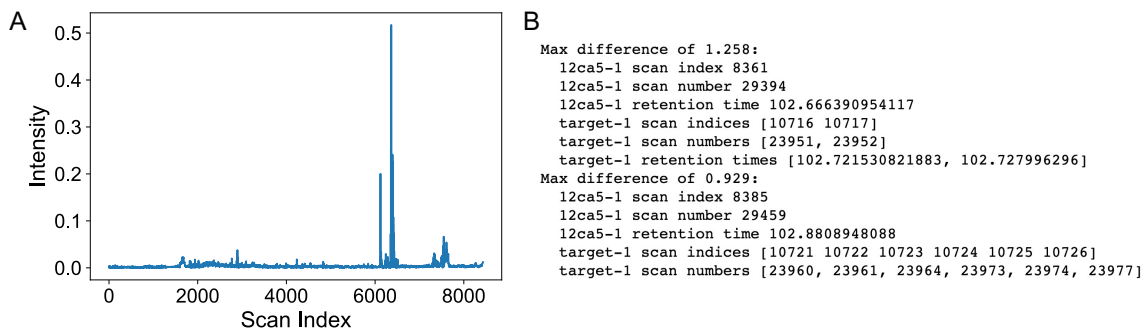 A
B
0.5
0.4
0.3
0.2
0.1
0.0
Intensity
0 2000 4000 6000 8000
Scan Index
Max difference of 1.258:
12ca5-1 scan index 8361
12ca5-1 scan number 29394
12ca5-1 retention time 102.666390954117
target-1 scan indices [10716 10717]
target-1 scan numbers [23951, 23952]
target-1 retention times [102.721530821883, 102.727996296]
Max difference of 0.929:
12ca5-1 scan index 8385
12ca5-1 scan number 29459
12ca5-1 retention time 102.8808948088
target-1 scan indices [10721 10722 10723 10724 10725 10726]
target-1 scan numbers [23960, 23961, 23964, 23973, 23974, 23977]